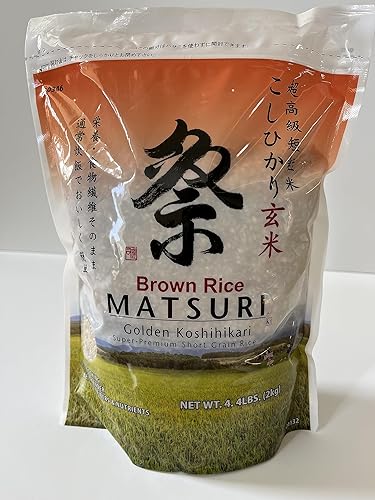 超高級短玄米
こしひかり玄米
栄養・食物繊維そのまま
通常炊飯でおいしく
祭
Brown Rice
MATSURI
Golden Koshihikari
Super-Premium Short Grain Rice
& NUTRIENTS
NET WT. 4.4LBS. (2kg)